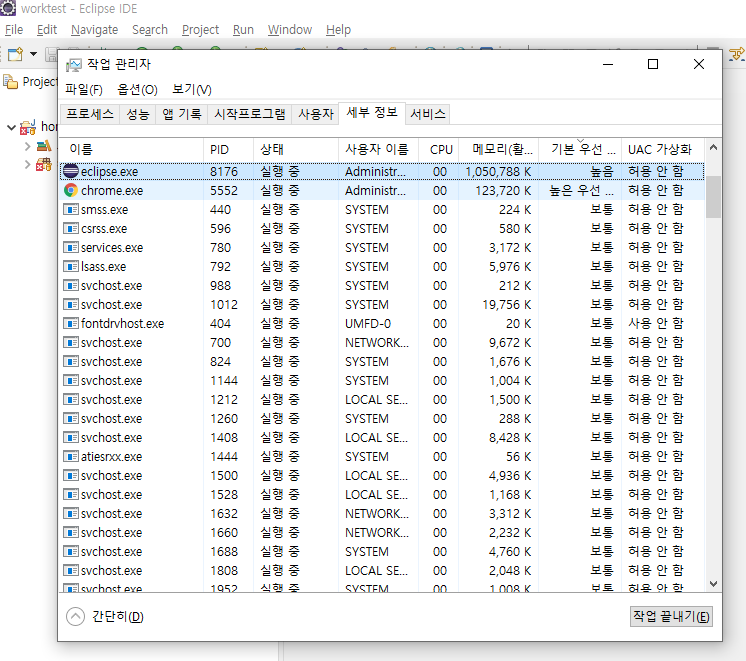 worktest - Eclipse IDE
File Edit Navigate Search Project Run Window Help
작업 관리자
파일(F) 옵션(O) 보기(V)
프로세스 성능 앱 기록 시작프로그램 사용자 세부 정보 서비스
이름 PID 상태 사용자 이름 CPU 메모리(활... 기본 우선 ... UAC 가상화
eclipse.exe 8176 실행 중 Administr... 00 1,050,788 K 높음 허용 안 함
chrome.exe 5552 실행 중 Administr... 00 123,720 K 높은 우선 ... 허용 안 함
smss.exe 440 실행 중 SYSTEM 00 224 K 보통 허용 안 함
csrss.exe 596 실행 중 SYSTEM 00 580 K 보통 허용 안 함
services.exe 780 실행 중 SYSTEM 00 3,172 K 보통 허용 안 함
lsass.exe 792 실행 중 SYSTEM 00 5,976 K 보통 허용 안 함
svchost.exe 988 실행 중 SYSTEM 00 212 K 보통 허용 안 함
svchost.exe 1012 실행 중 SYSTEM 00 19,756 K 보통 허용 안 함
fontdrvhost.exe 404 실행 중 UMFD-0 00 20 K 보통 사용 안 함
svchost.exe 700 실행 중 NETWORK... 00 9,672 K 보통 허용 안 함
svchost.exe 824 실행 중 SYSTEM 00 1,676 K 보통 허용 안 함
svchost.exe 1144 실행 중 SYSTEM 00 1,004 K 보통 허용 안 함
svchost.exe 1212 실행 중 LOCAL SE... 00 1,500 K 보통 허용 안 함
svchost.exe 1260 실행 중 SYSTEM 00 288 K 보통 허용 안 함
svchost.exe 1408 실행 중 LOCAL SE... 00 8,428 K 보통 허용 안 함
atiesrxx.exe 1444 실행 중 SYSTEM 00 56 K 보통 허용 안 함
svchost.exe 1500 실행 중 LOCAL SE... 00 4,936 K 보통 허용 안 함
svchost.exe 1528 실행 중 LOCAL SE... 00 1,168 K 보통 허용 안 함
svchost.exe 1632 실행 중 NETWORK... 00 3,312 K 보통 허용 안 함
svchost.exe 1660 실행 중 NETWORK... 00 2,232 K 보통 허용 안 함
svchost.exe 1688 실행 중 SYSTEM 00 4,760 K 보통 허용 안 함
svchost.exe 1808 실행 중 LOCAL SE... 00 2,048 K 보통 허용 안 함
svchost.exe 1952 실행 중 SYSTEM 00 1,008 K 보통 허용 안 함
간단히(D) 작업 끝내기(E)